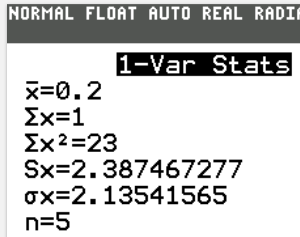 NORMAL FLOAT AUTO REAL RADIA
1-Var Stats
x̄=0.2
Σx=1
Σx²=23
Sx=2.387467277
σx=2.13541565
n=5